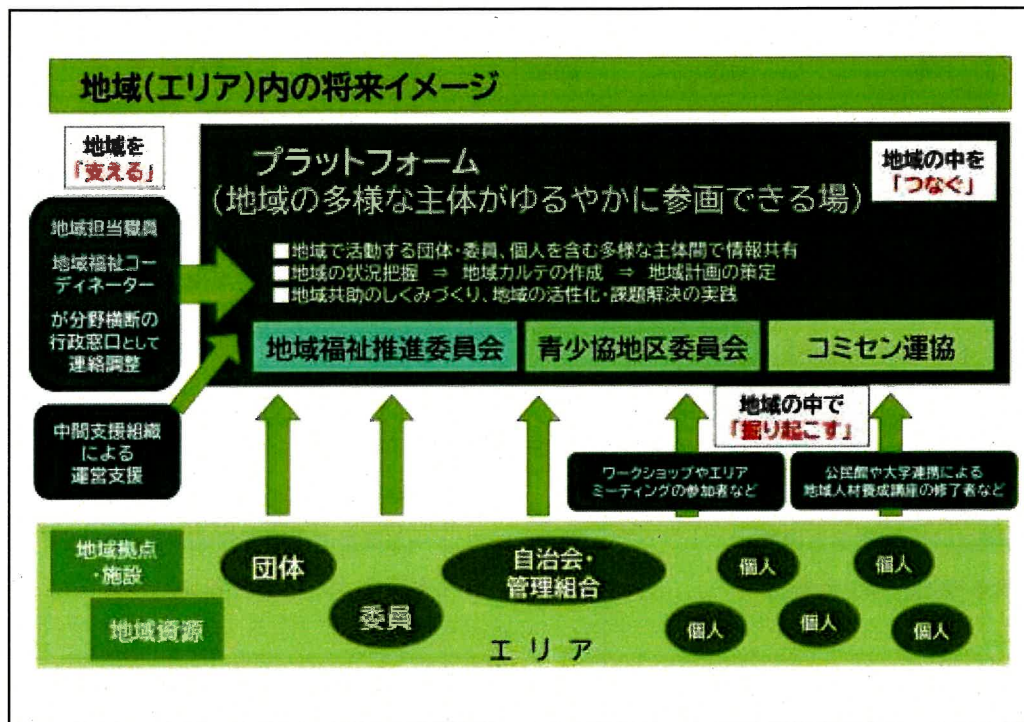 地域(エリア)内の将来イメージ
地域を
「支える」
プラットフォーム
(地域の多様な主体がゆるやかに参画できる場)
地域の中を
「つなぐ」
■地域で活動する団体・委員、個人を含む多様な主体間で情報共有
■地域の状況把握 ⇒ 地域カルテの作成 ⇒ 地域計画の策定
■地域共助のしくみづくり、地域の活性化・課題解決の実践
地域担当職員
地域福祉コー
ディネーター
が分野横断の
行政窓口として
連絡調整
地域福祉推進委員会
青少協地区委員会
コミセン運協
中間支援組織
による
運営支援
地域の中で
「掘り起こす」
ワークショップやエリア
ミーティングの参加者など
公民館や大学連携による
地域人材養成講座の修了者など
地域拠点
・施設
地域資源
団体
委員
自治会・
管理組合
個人
個人
個人
個人
個人
エリア